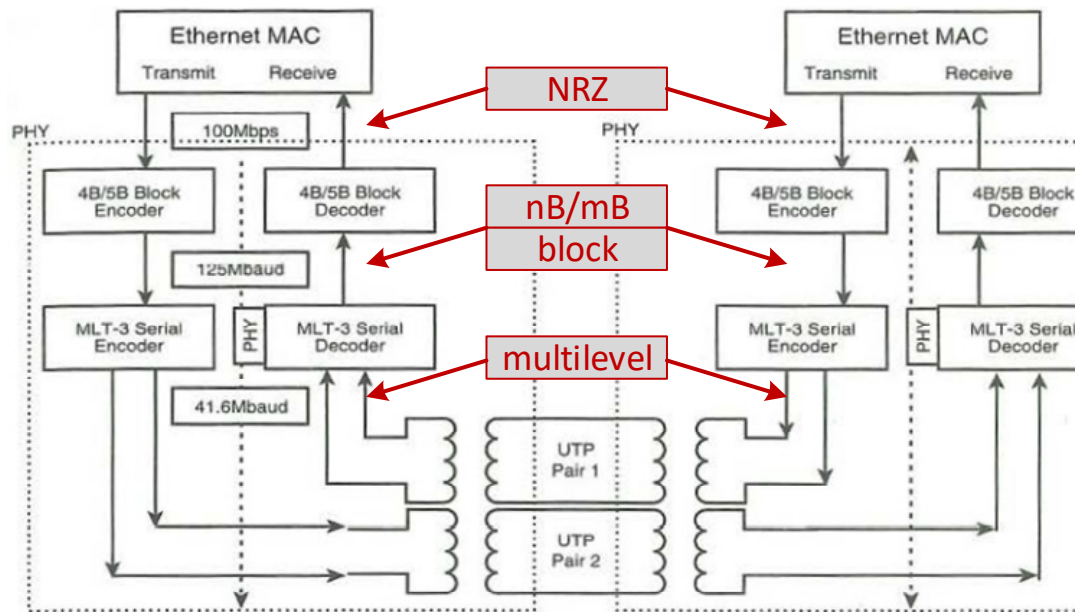 Ethernet MAC
Transmit Receive
Ethernet MAC
Transmit Receive
NRZ
PHY
100Mbps
PHY
4B/5B Block
Encoder
4B/5B Block
Decoder
nB/mB
block
4B/5B Block
Encoder
4B/5B Block
Decoder
125Mbaud
MLT-3 Serial
Encoder
PHY
MLT-3 Serial
Decoder
multilevel
MLT-3 Serial
Encoder
PHY
MLT-3 Serial
Decoder
41.6Mbaud
UTP
Pair 1
UTP
Pair 2